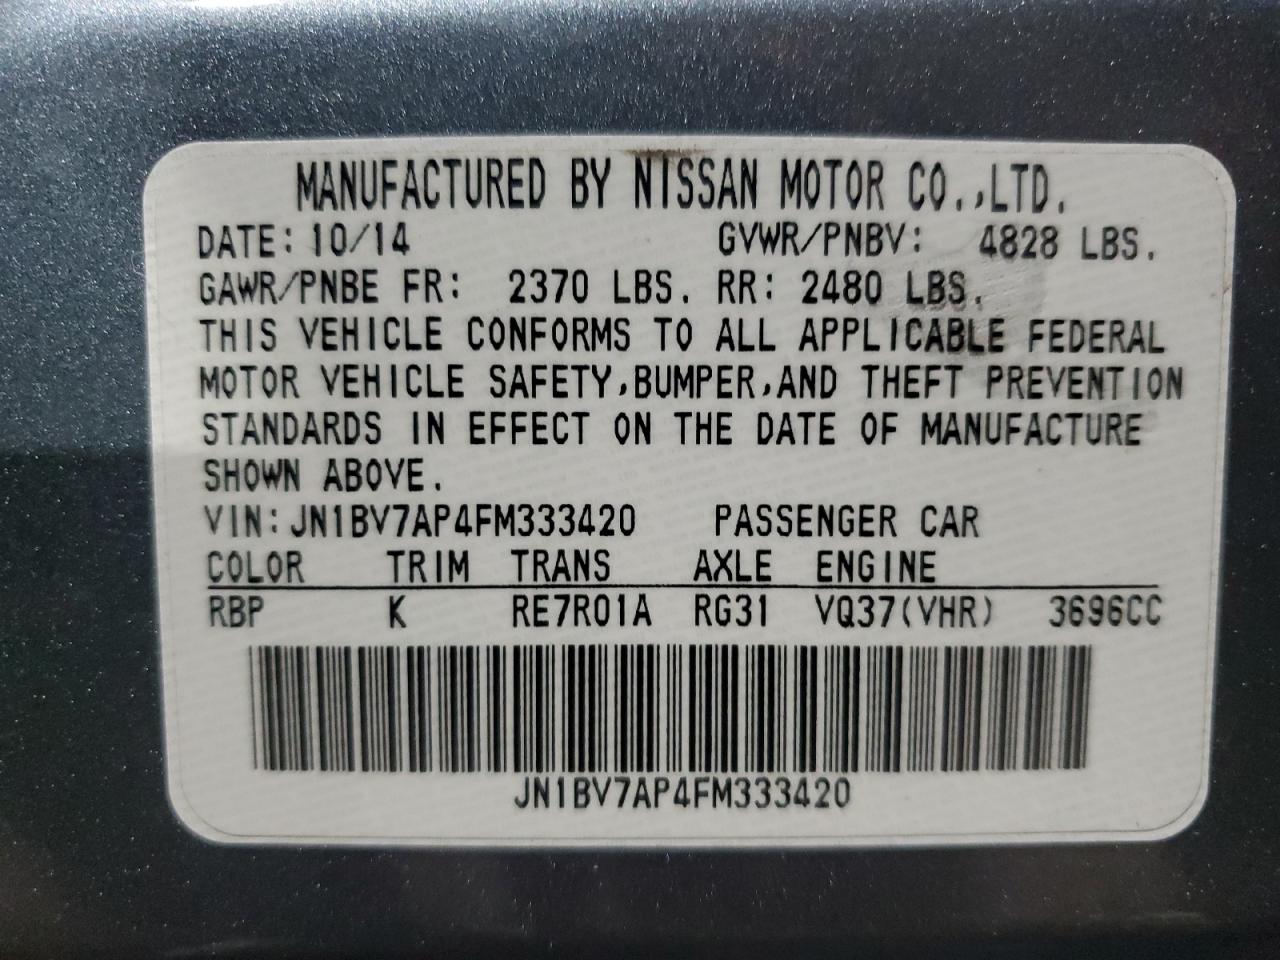 MANUFACTURED BY NISSAN MOTOR CO.,LTD.
DATE: 10/14 GVWR/PNBV: 4828 LBS.
GAWR/PNBE FR: 2370 LBS. RR: 2480 LBS.
THIS VEHICLE CONFORMS TO ALL APPLICABLE FEDERAL
MOTOR VEHICLE SAFETY,BUMPER,AND THEFT PREVENTION
STANDARDS IN EFFECT ON THE DATE OF MANUFACTURE
SHOWN ABOVE.
VIN: JN1BV7AP4FM333420 PASSENGER CAR
COLOR TRIM TRANS AXLE ENGINE
RBP K RE7R01A RG31 VQ37(VHR) 3696CC
JN1BV7AP4FM333420